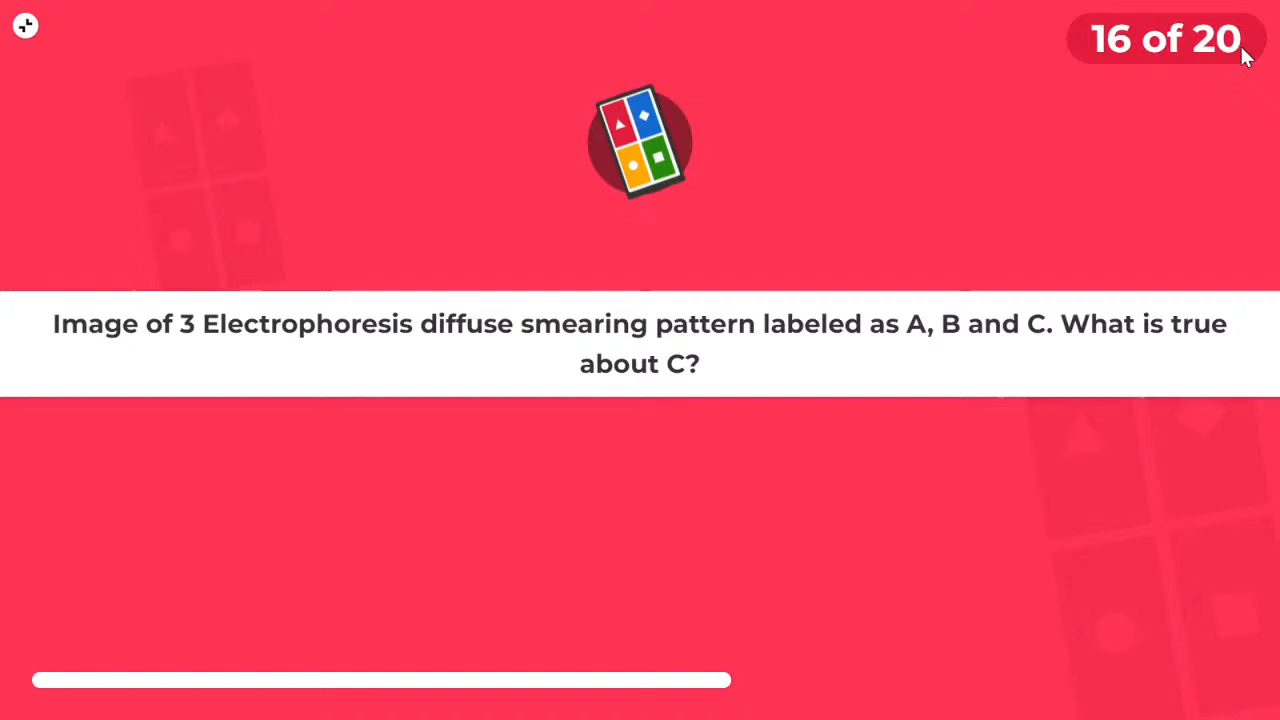 16 of 20
Image of 3 Electrophoresis diffuse smearing pattern labeled as A, B and C. What is true
about C?